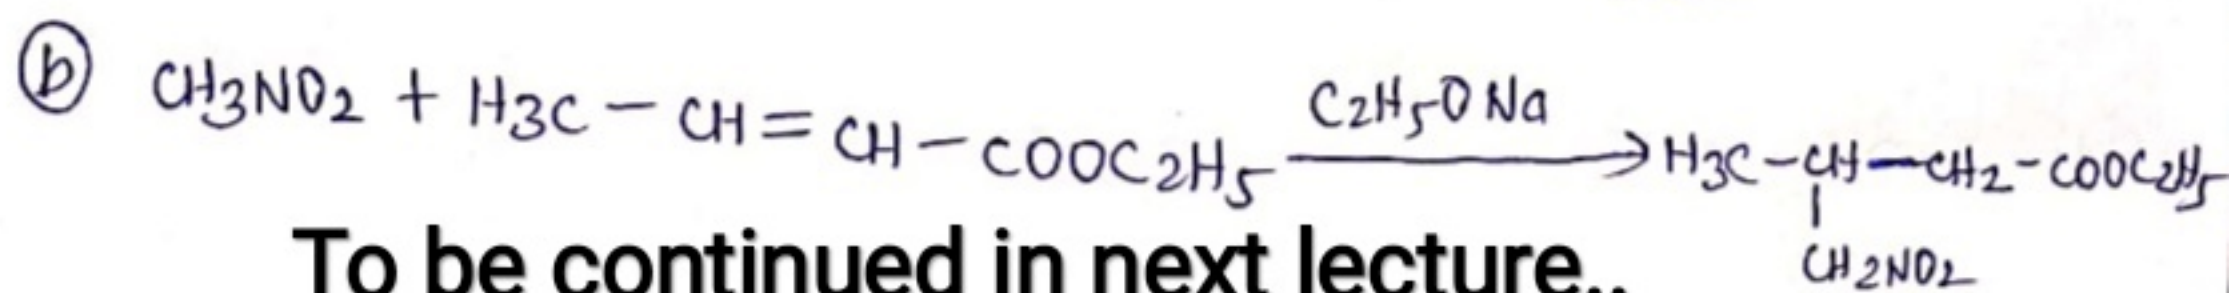 (b) CH3NO2 + H3C - CH = CH - COOC2H5 C2H5ONa → H3C - CH - CH2 - COOC2H5
|
CH2NO2
To be continued in next lecture..